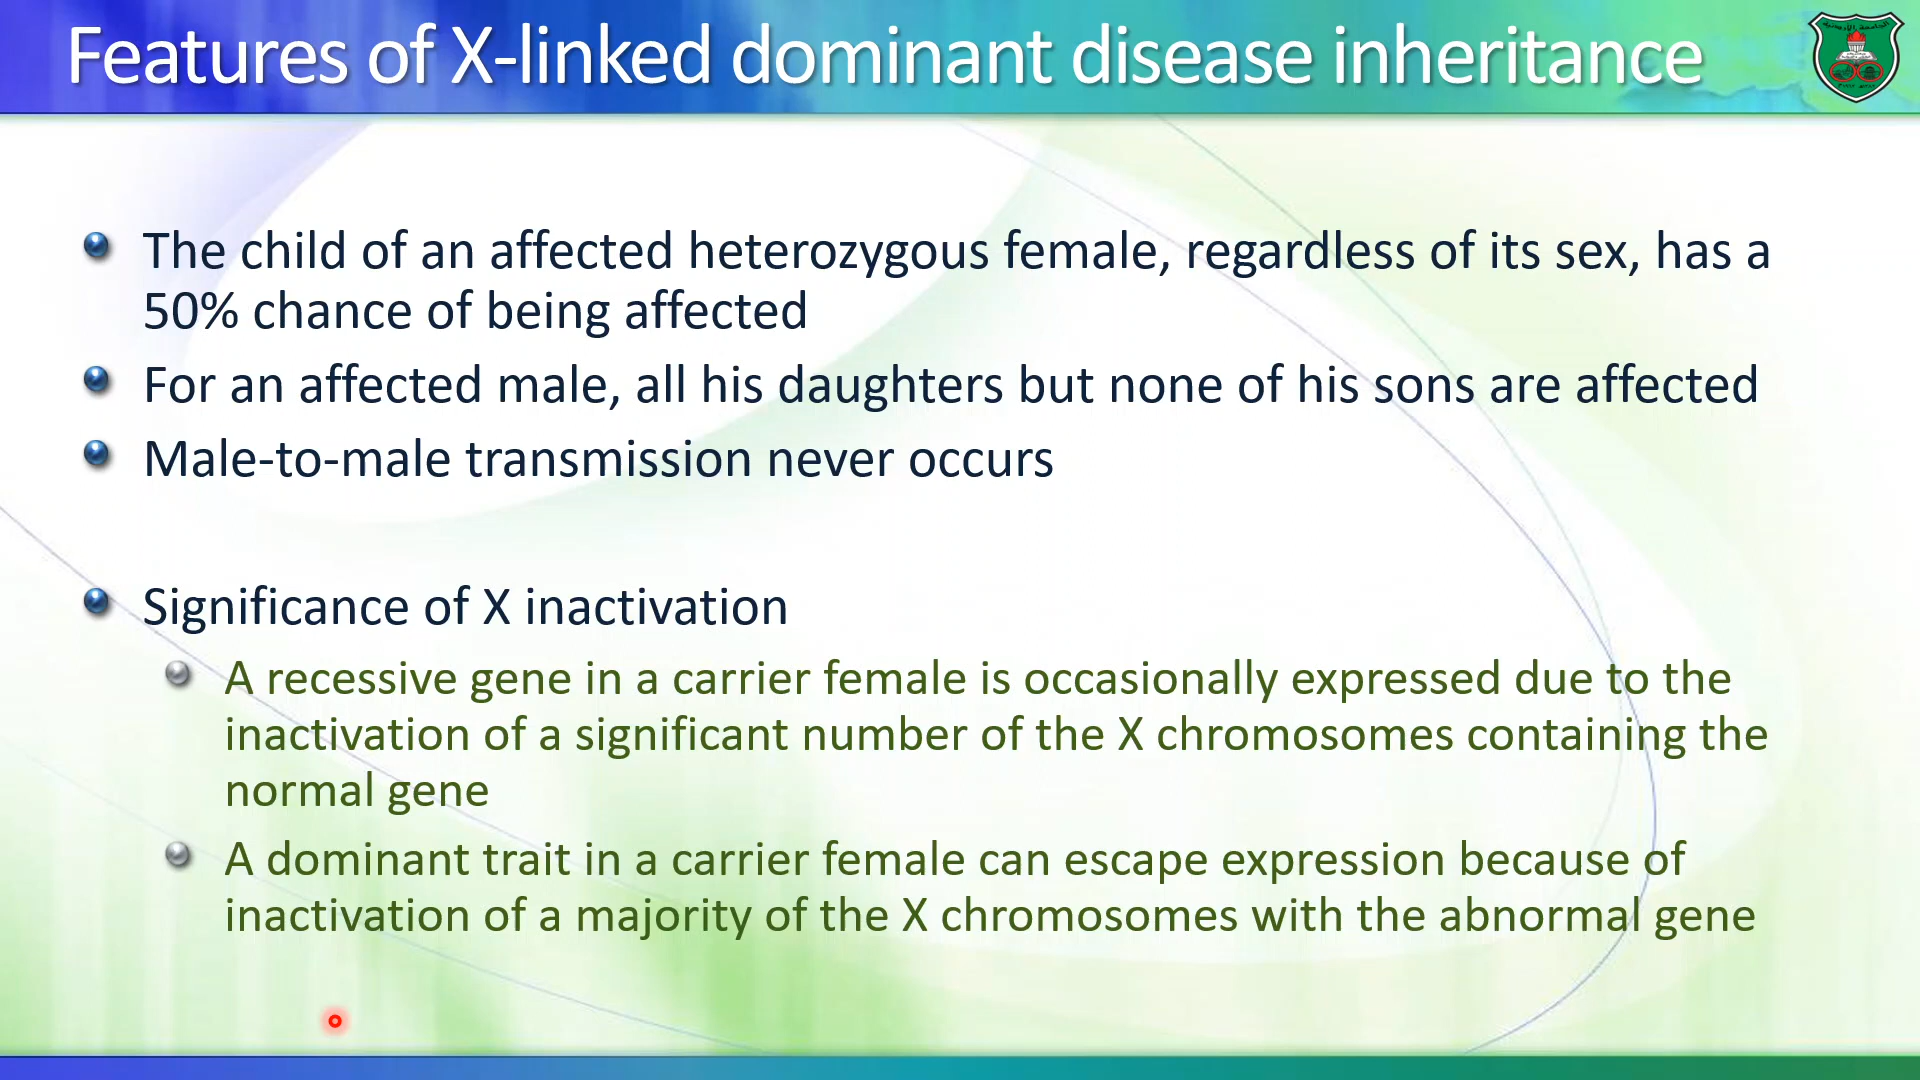 Features of X-linked dominant disease inheritance
The child of an affected heterozygous female, regardless of its sex, has a
50% chance of being affected
For an affected male, all his daughters but none of his sons are affected
Male-to-male transmission never occurs
Significance of X inactivation
A recessive gene in a carrier female is occasionally expressed due to the
inactivation of a significant number of the X chromosomes containing the
normal gene
A dominant trait in a carrier female can escape expression because of
inactivation of a majority of the X chromosomes with the abnormal gene